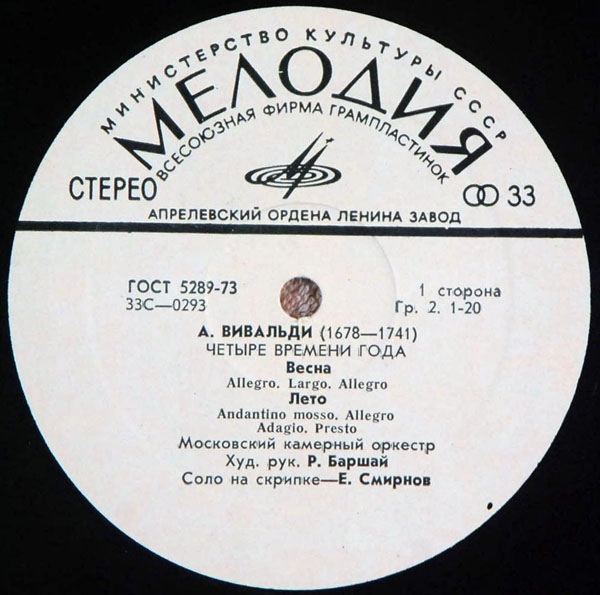 МИНИСТЕРСТВО КУЛЬТУРЫ СССР
МЕЛОДИЯ
ВСЕСОЮЗНАЯ ФИРМА ГРАМПЛАСТИНОК
СТЕРЕО
33
АПРЕЛЕВСКИЙ ОРДЕНА ЛЕНИНА ЗАВОД
ГОСТ 5289-73
33С—0293
1 сторона
Гр. 2. 1-20
А. ВИВАЛЬДИ (1678—1741)
ЧЕТЫРЕ ВРЕМЕНИ ГОДА
Весна
Allegro. Largo. Allegro
Лето
Andantino mosso. Allegro
Adagio. Presto
Московский камерный оркестр
Худ. рук. Р. Баршай
Соло на скрипке—Е. Смирнов